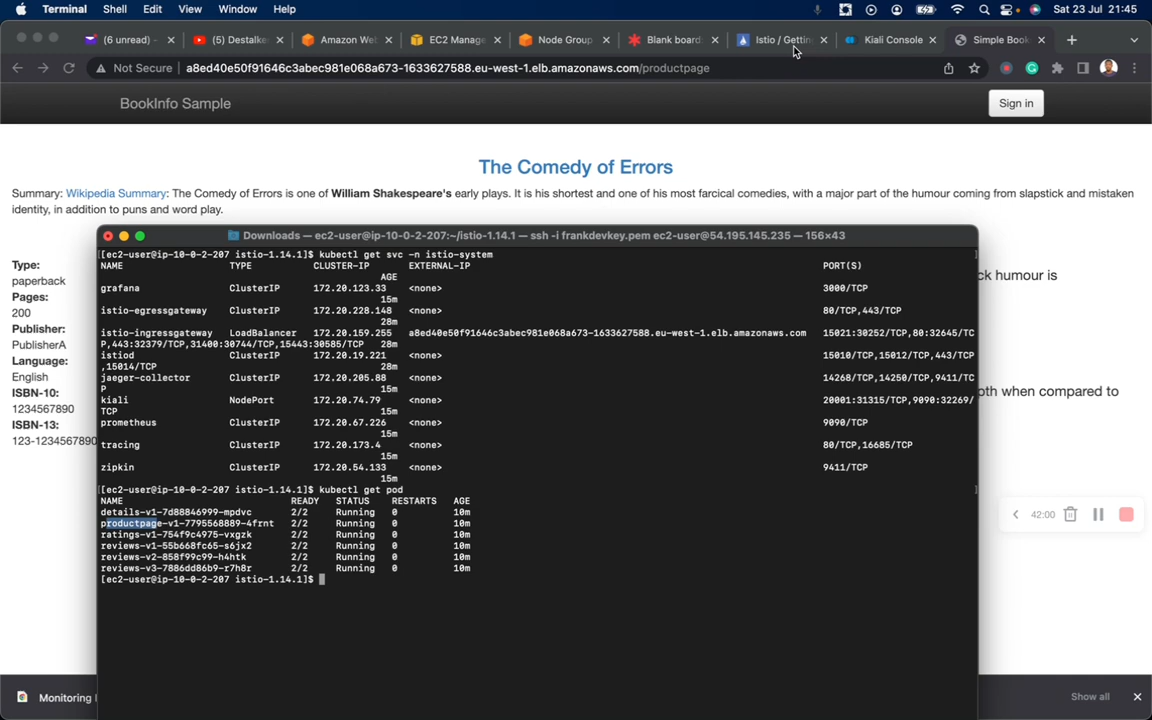 Terminal Shell Edit View Window Help Sat 23 Jul 21:45
(6 unread) - (5) Destalke Amazon We EC2 Manage Node Group Blank board Istio / Gettin Kiali Console Simple Book
Not Secure a8ed40e50f91646c3abec981e068a673-1633627588.eu-west-1.elb.amazonaws.com/productpage
BookInfo Sample Sign in
The Comedy of Errors
Summary: Wikipedia Summary: The Comedy of Errors is one of William Shakespeare's early plays. It is his shortest and one of his most farcical comedies, with a major part of the humour coming from slapstick and mistaken
identity, in addition to puns and word play.
Type:
paperback
Pages:
200
Publisher:
PublisherA
Language:
English
ISBN-10:
1234567890
ISBN-13:
123-1234567890
ck humour is
oth when compared to
Downloads — ec2-user@ip-10-0-2-207:~/istio-1.14.1 — ssh -i frankdevkey.pem ec2-user@54.195.145.235 — 156×43
[[ec2-user@ip-10-0-2-207 istio-1.14.1]$ kubectl get svc -n istio-system ]
NAME TYPE CLUSTER-IP EXTERNAL-IP PORT(S)
AGE
grafana ClusterIP 172.20.123.33 <none> 3000/TCP
15m
istio-egressgateway ClusterIP 172.20.228.148 <none> 80/TCP,443/TCP
28m
istio-ingressgateway LoadBalancer 172.20.159.255 a8ed40e50f91646c3abec981e068a673-1633627588.eu-west-1.elb.amazonaws.com 15021:30252/TCP,80:32645/TC
P,443:32379/TCP,31400:30744/TCP,15443:30585/TCP 28m
istiod ClusterIP 172.20.19.221 <none> 15010/TCP,15012/TCP,443/TCP
,15014/TCP 28m
jaeger-collector ClusterIP 172.20.205.88 <none> 14268/TCP,14250/TCP,9411/TC
P 15m
kiali NodePort 172.20.74.79 <none> 20001:31315/TCP,9090:32269/
TCP 15m
prometheus ClusterIP 172.20.67.226 <none> 9090/TCP
15m
tracing ClusterIP 172.20.173.4 <none> 80/TCP,16685/TCP
15m
zipkin ClusterIP 172.20.54.133 <none> 9411/TCP
15m
[[ec2-user@ip-10-0-2-207 istio-1.14.1]$ kubectl get pod ]
NAME READY STATUS RESTARTS AGE
details-v1-7d88846999-mpdvc 2/2 Running 0 10m
productpage-v1-7795568889-4frnt 2/2 Running 0 10m
ratings-v1-754f9c4975-vxgzk 2/2 Running 0 10m
reviews-v1-55b668fc65-s6jx2 2/2 Running 0 10m
reviews-v2-858f99c99-h4htk 2/2 Running 0 10m
reviews-v3-7886dd86b9-r7h8r 2/2 Running 0 10m
[ec2-user@ip-10-0-2-207 istio-1.14.1]$
42:00
Monitoring
Show all